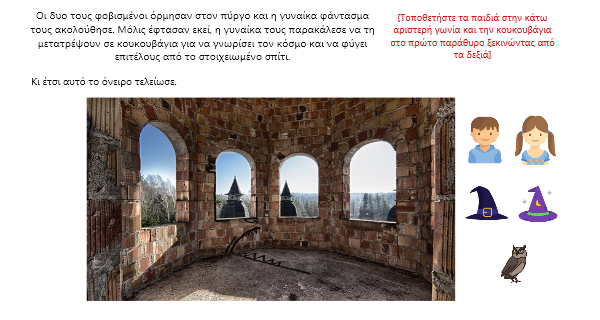 Οι δυο τους φοβισμένοι όρμησαν στον πύργο και η γυναίκα φάντασμα
τους ακολούθησε. Μόλις έφτασαν εκεί, η γυναίκα τους παρακάλεσε να τη
μετατρέψουν σε κουκουβάγια για να γνωρίσει τον κόσμο και να φύγει
επιτέλους από το στοιχειωμένο σπίτι.
Κι έτσι αυτό το όνειρο τελείωσε.
[Τοποθετήστε τα παιδιά στην κάτω
αριστερή γωνία και την κουκουβάγια
στο πρώτο παράθυρο ξεκινώντας από
τα δεξιά]